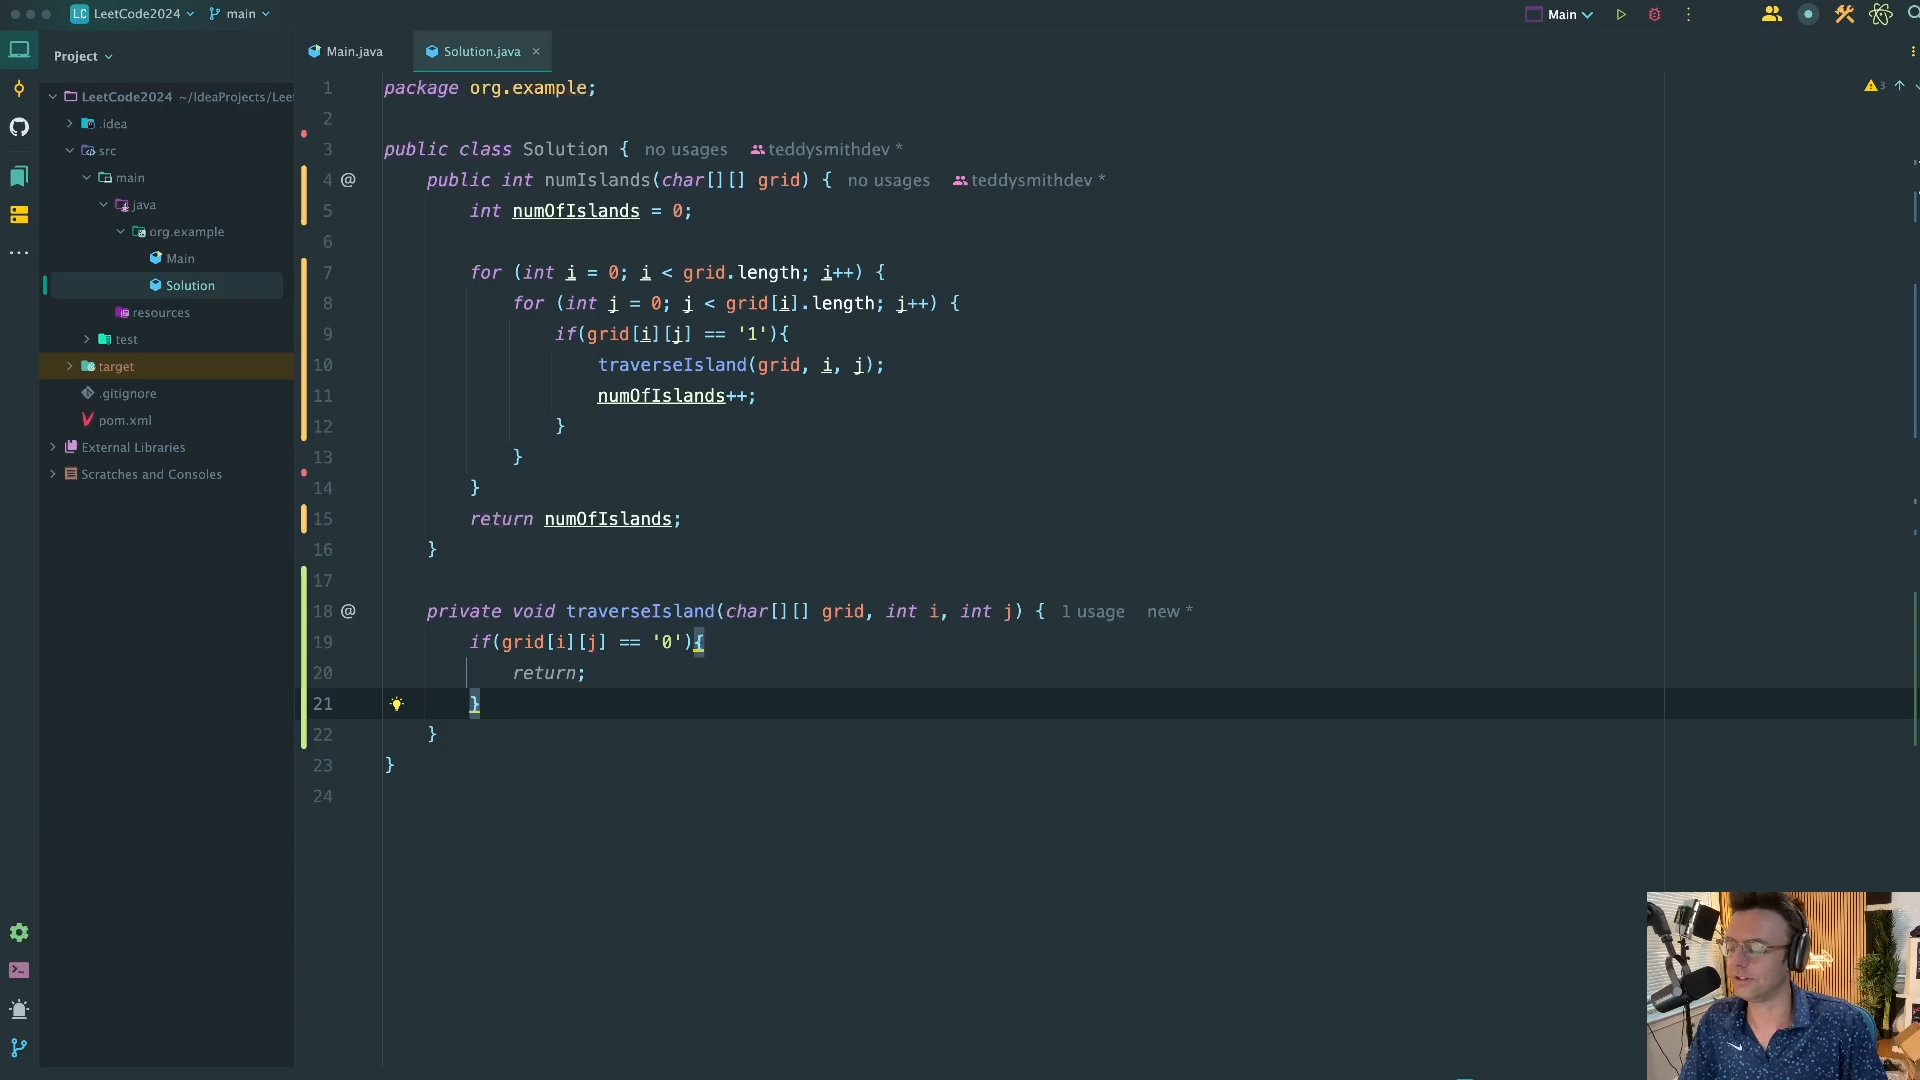 LC LeetCode2024 main Main
Project
LeetCode2024 ~/IdeaProjects/Leet
.idea
src
main
java
org.example
Main
Solution
resources
test
target
.gitignore
pom.xml
External Libraries
Scratches and Consoles
Main.java Solution.java
3
1 package org.example;
2
3 public class Solution { no usages teddysmithdev *
4 @ public int numIslands(char[][] grid) { no usages teddysmithdev *
5 int numOfIslands = 0;
6
7 for (int i = 0; i < grid.length; i++) {
8 for (int j = 0; j < grid[i].length; j++) {
9 if(grid[i][j] == '1'){
10 traverseIsland(grid, i, j);
11 numOfIslands++;
12 }
13 }
14 }
15 return numOfIslands;
16 }
17
18 @ private void traverseIsland(char[][] grid, int i, int j) { 1 usage new *
19 if(grid[i][j] == '0'){
20 return;
21 }
22 }
23 }
24